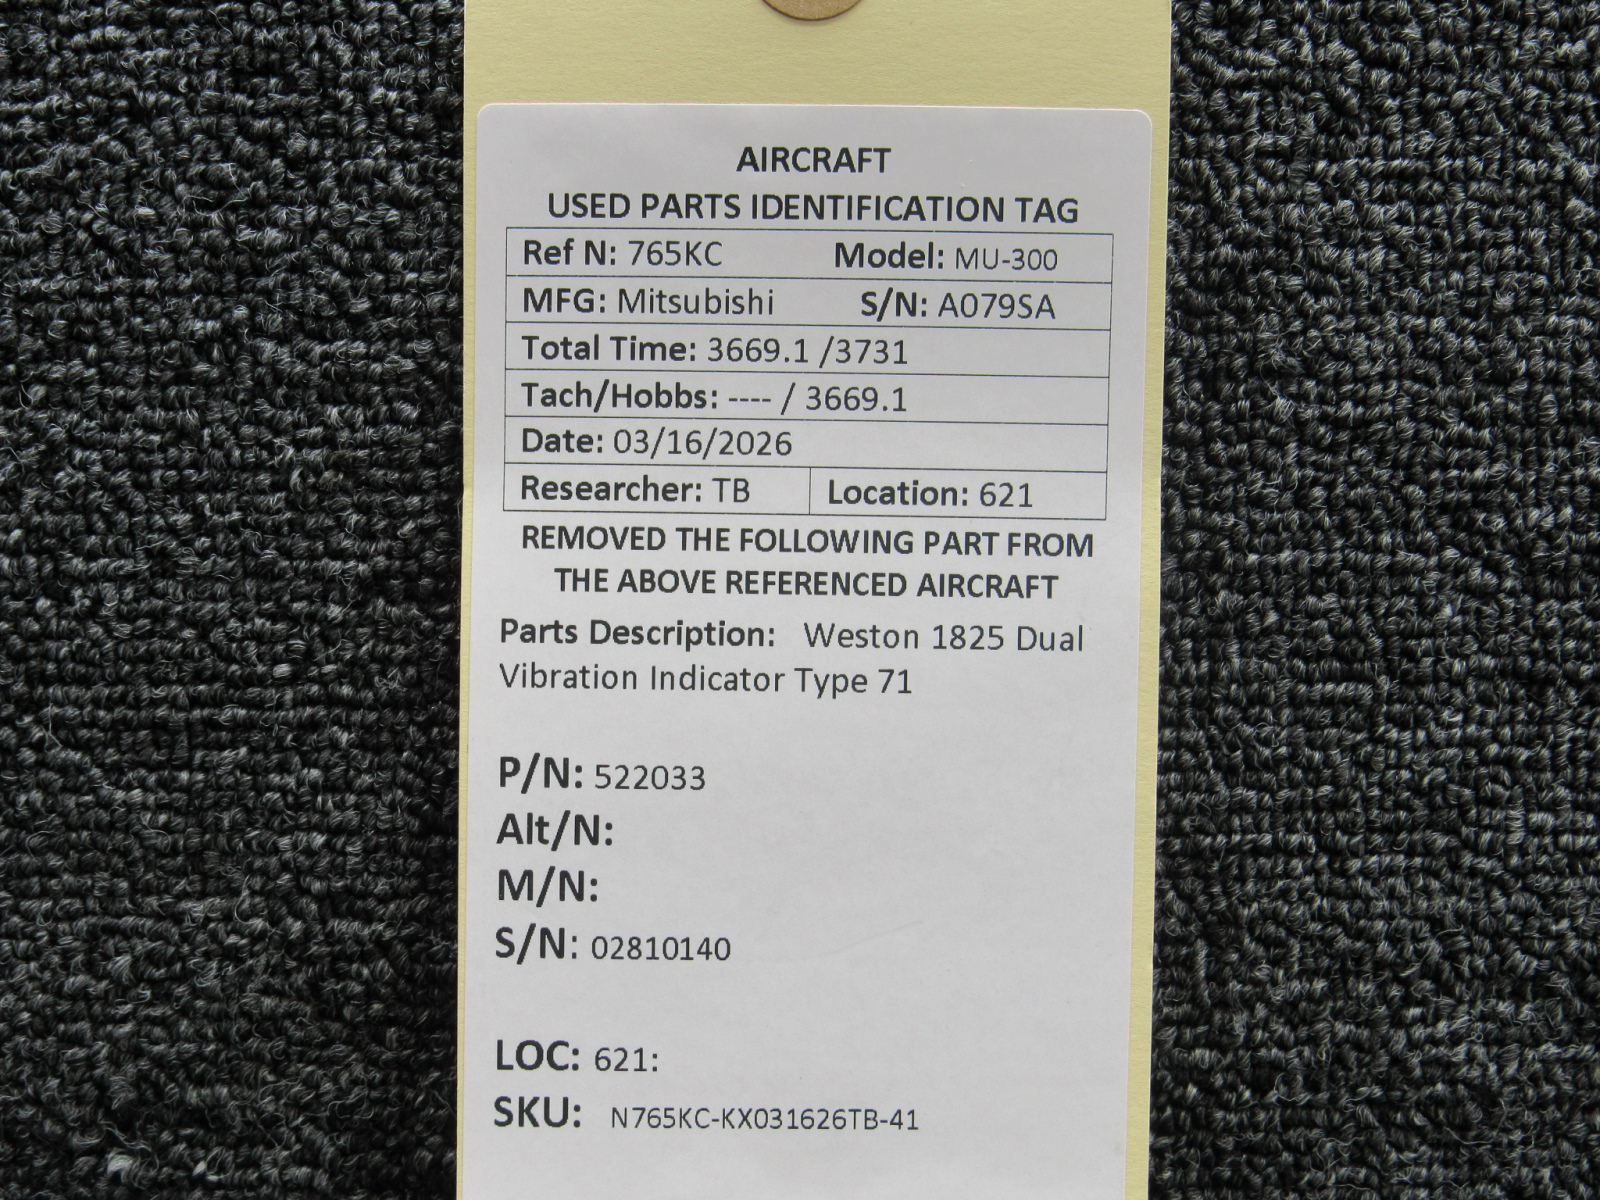 AIRCRAFT
USED PARTS IDENTIFICATION TAG
Ref N: 765KC Model: MU-300
MFG: Mitsubishi S/N: A079SA
Total Time: 3669.1 /3731
Tach/Hobbs: ---- / 3669.1
Date: 03/16/2026
Researcher: TB Location: 621
REMOVED THE FOLLOWING PART FROM
THE ABOVE REFERENCED AIRCRAFT
Parts Description: Weston 1825 Dual
Vibration Indicator Type 71
P/N: 522033
Alt/N:
M/N:
S/N: 02810140
LOC: 621:
SKU: N765KC-KX031626TB-41